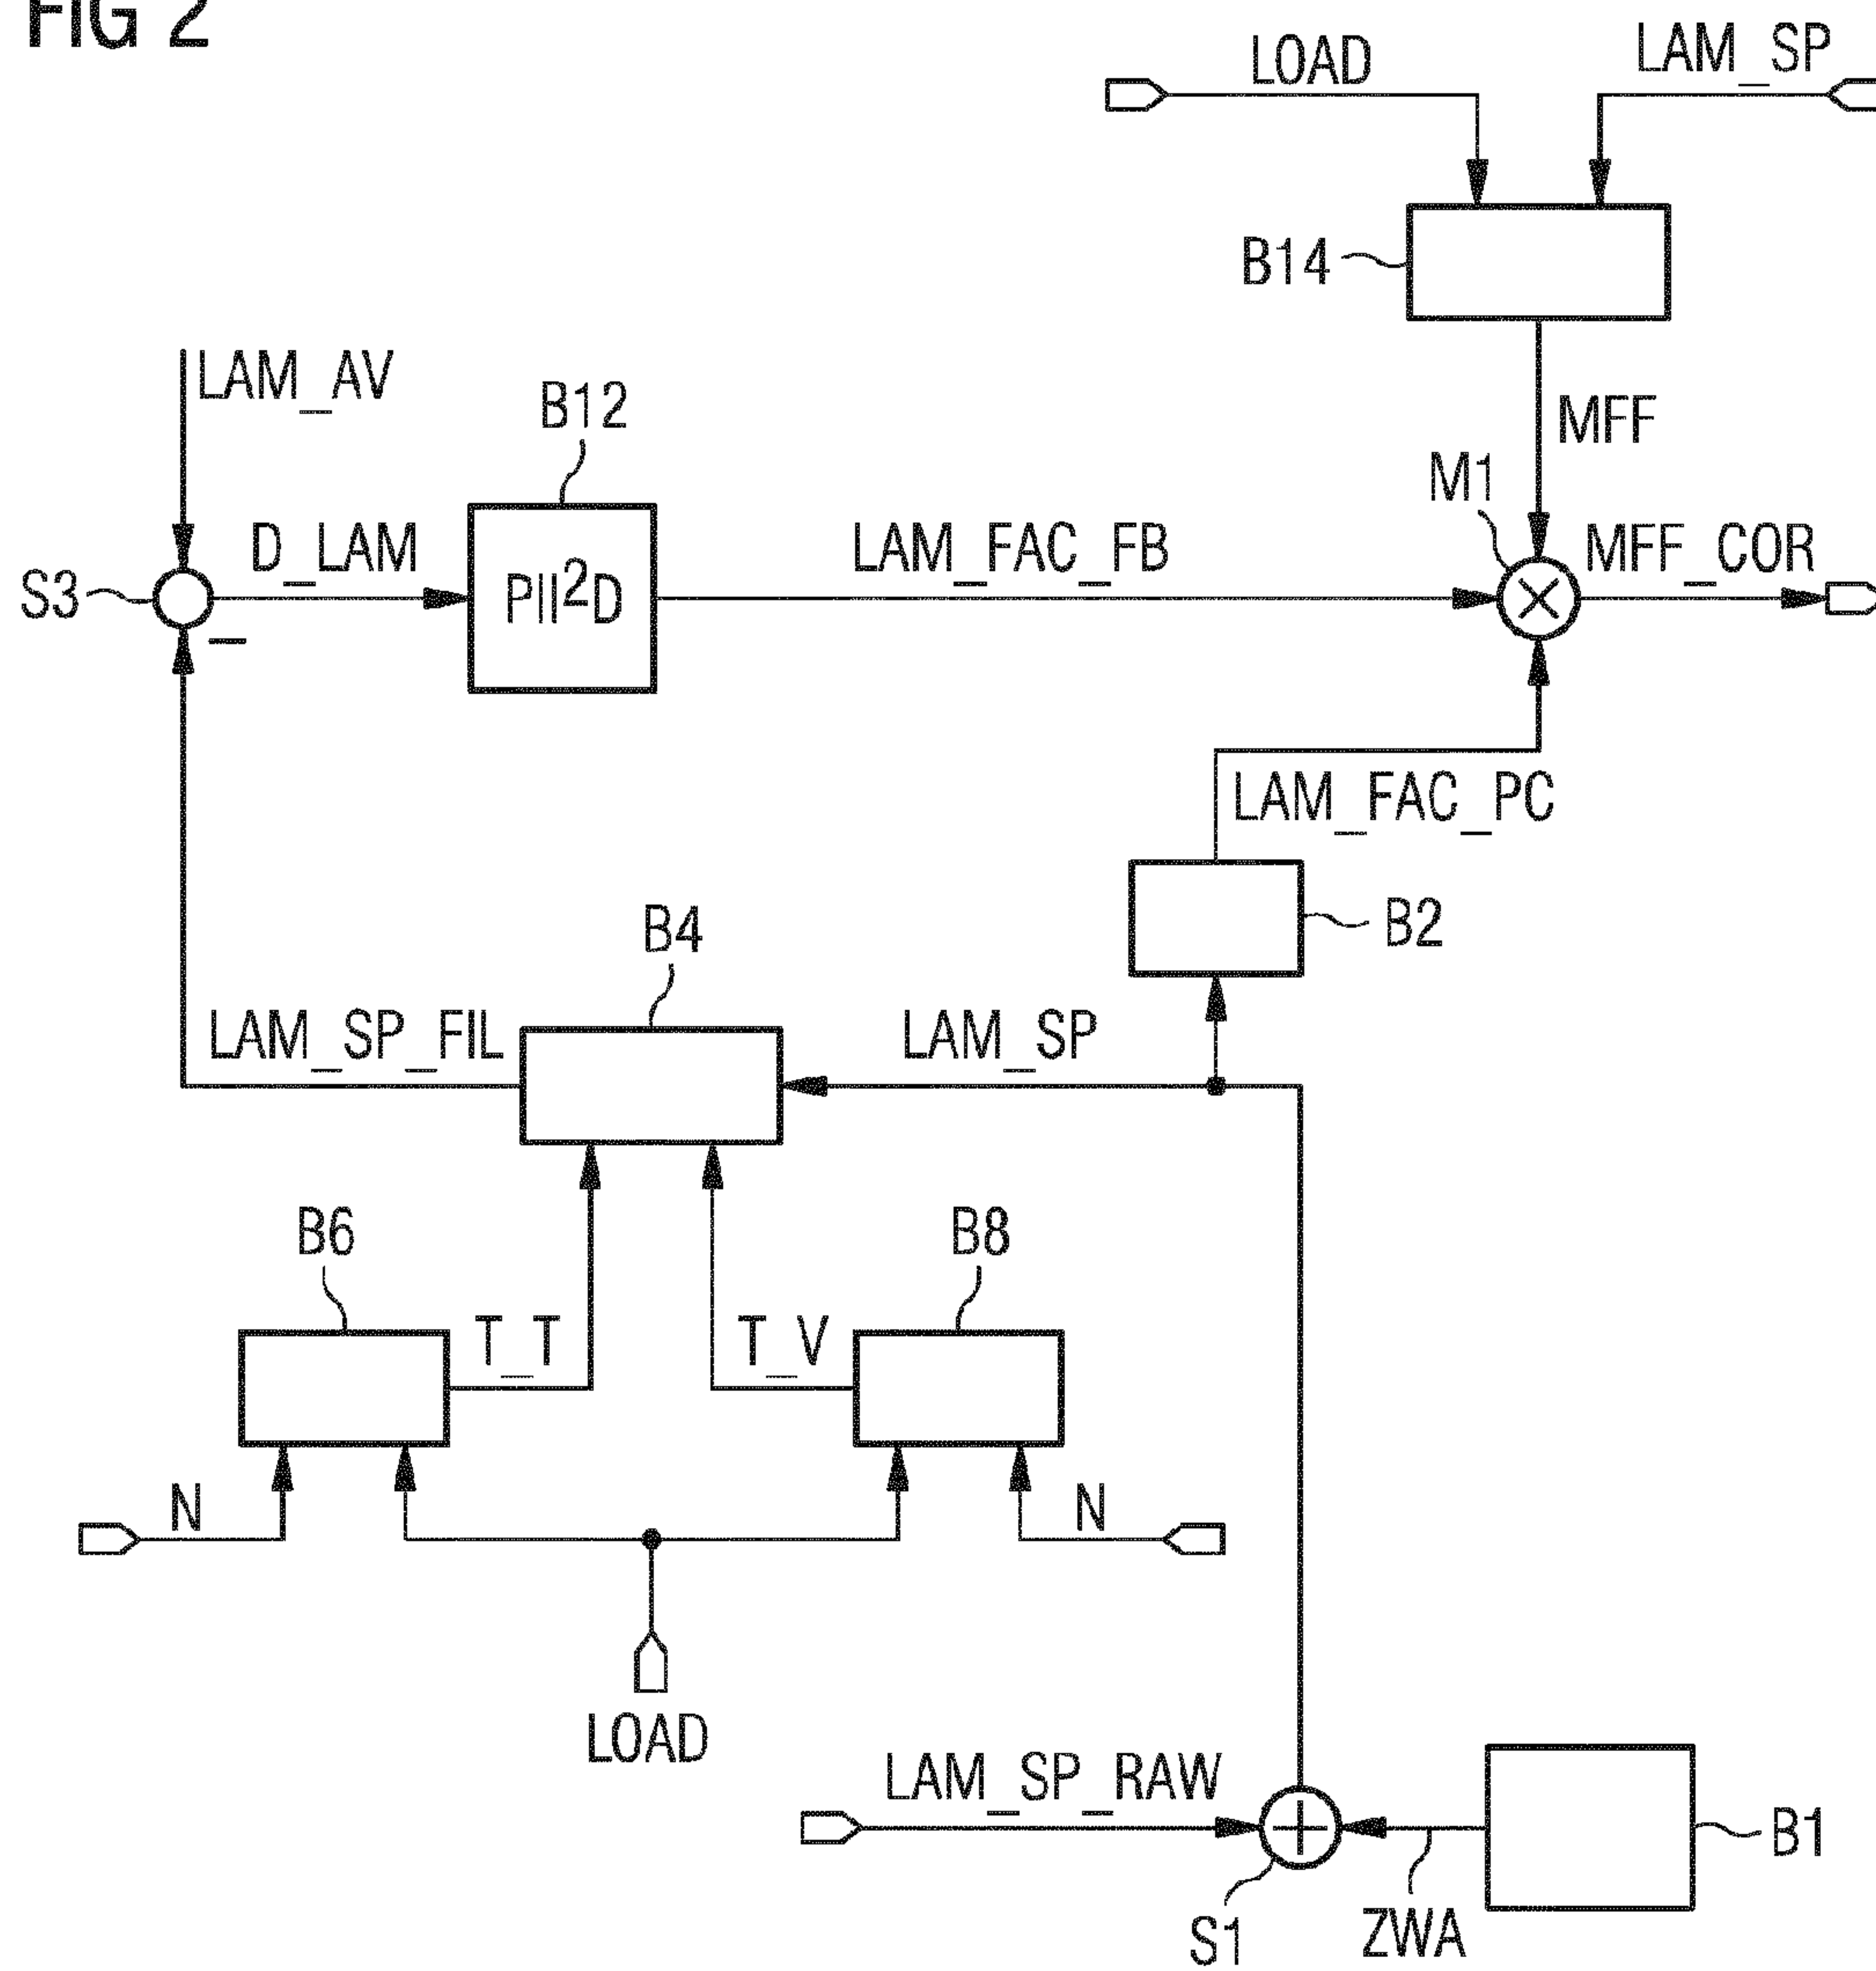 FIG 2
LOAD
LAM_SP
B14
LAM_AV
B12
MFF
M1
D_LAM
LAM_FAC_FB
MFF_COR
S3
PII²D
–
LAM_FAC_PC
B4
B2
LAM_SP_FIL
LAM_SP
B6
B8
T_T
T_V
N
N
LOAD
LAM_SP_RAW
B1
S1
ZWA